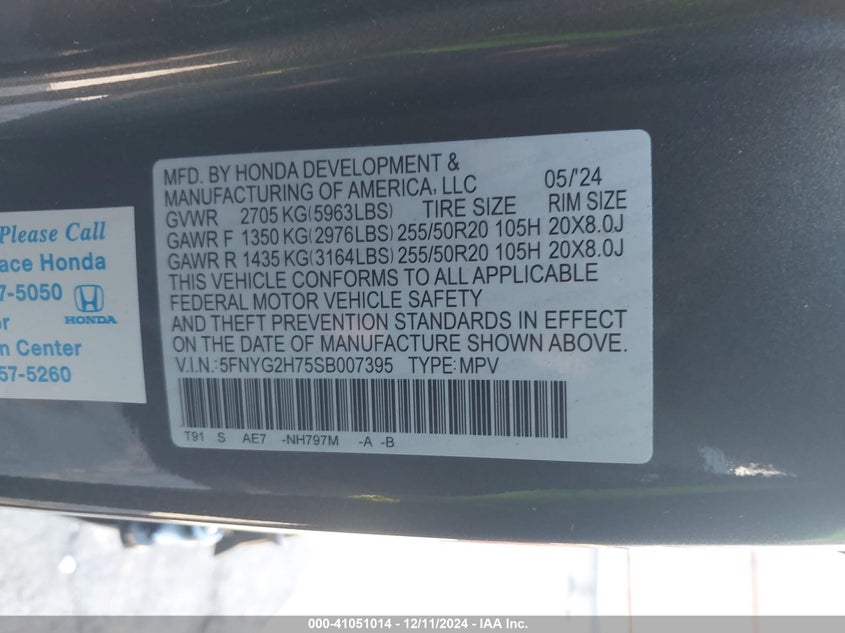 MFD. BY HONDA DEVELOPMENT &
MANUFACTURING OF AMERICA, LLC 05/'24
GVWR 2705 KG(5963LBS) TIRE SIZE RIM SIZE
GAWR F 1350 KG(2976LBS) 255/50R20 105H 20X8.0J
GAWR R 1435 KG(3164LBS) 255/50R20 105H 20X8.0J
THIS VEHICLE CONFORMS TO ALL APPLICABLE
FEDERAL MOTOR VEHICLE SAFETY
AND THEFT PREVENTION STANDARDS IN EFFECT
ON THE DATE OF MANUFACTURE SHOWN ABOVE.
V.I.N.: 5FNYG2H75SB007395 TYPE: MPV
T91 S AE7 -NH797M -A -B
Please Call
Honda
7-5050
HONDA
Center
57-5260
000-41051014 - 12/11/2024 - IAA Inc.